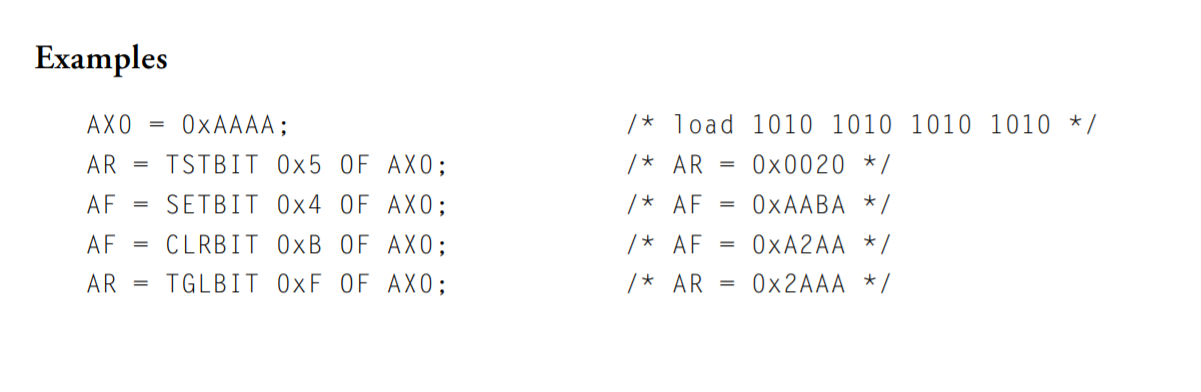 Examples
AX0 = 0xAAAA; /* load 1010 1010 1010 1010 */
AR = TSTBIT 0x5 OF AX0; /* AR = 0x0020 */
AF = SETBIT 0x4 OF AX0; /* AF = 0xAABA */
AF = CLRBIT 0xB OF AX0; /* AF = 0xA2AA */
AR = TGLBIT 0xF OF AX0; /* AR = 0x2AAA */